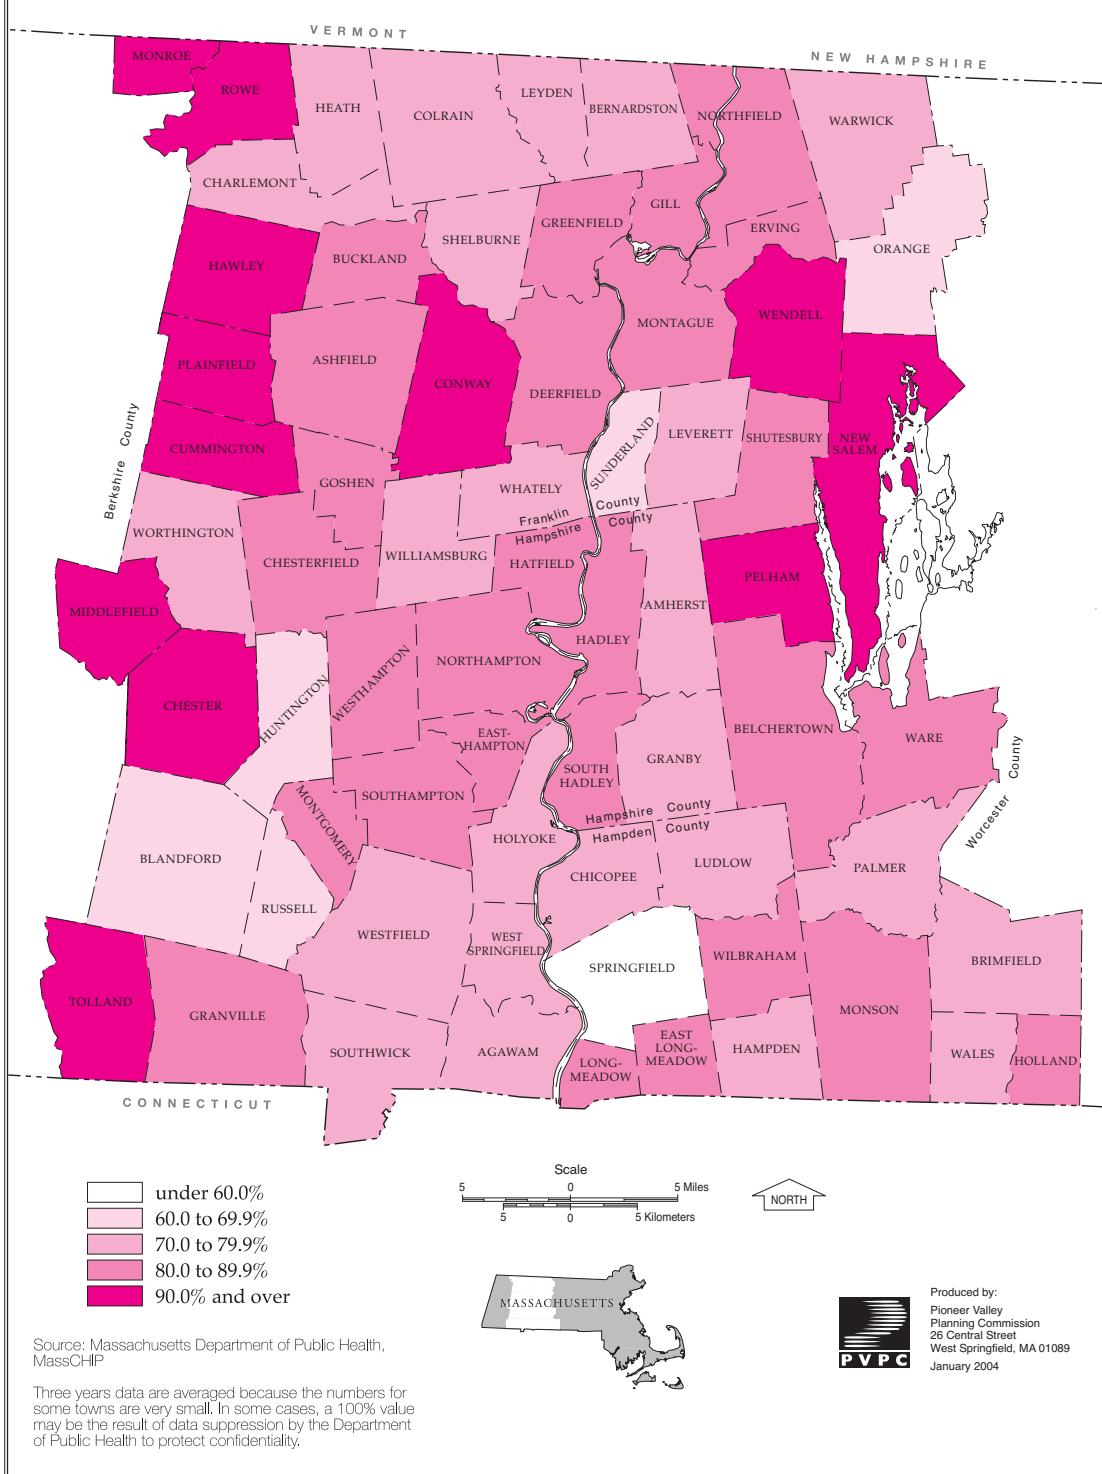 VERMONT
NEW HAMPSHIRE
MONROE
ROWE
HEATH
COLRAIN
LEYDEN
BERNARDSTON
NORTHFIELD
WARWICK
CHARLEMONT
SHELBURNE
GREENFIELD
GILL
ERVING
ORANGE
HAWLEY
BUCKLAND
MONTAGUE
WENDELL
PLAINFIELD
ASHFIELD
CONWAY
DEERFIELD
SUNDERLAND
LEVERETT
SHUTESBURY
NEW
SALEM
Berkshire County
CUMMINGTON
GOSHEN
WHATELY
Franklin County
Hampshire County
WORTHINGTON
CHESTERFIELD
WILLIAMSBURG
HATFIELD
PELHAM
MIDDLEFIELD
AMHERST
HADLEY
NORTHAMPTON
WESTHAMPTON
HUNTINGTON
CHESTER
EAST-
HAMPTON
BELCHERTOWN
WARE
GRANBY
SOUTH
HADLEY
SOUTHAMPTON
MONTGOMERY
Hampshire County
Hampden County
Worcester County
HOLYOKE
BLANDFORD
CHICOPEE
LUDLOW
PALMER
RUSSELL
WESTFIELD
WEST
SPRINGFIELD
SPRINGFIELD
WILBRAHAM
BRIMFIELD
TOLLAND
GRANVILLE
MONSON
SOUTHWICK
AGAWAM
LONG-
MEADOW
EAST
LONG-
MEADOW
HAMPDEN
WALES
HOLLAND
CONNECTICUT
under 60.0%
60.0 to 69.9%
70.0 to 79.9%
80.0 to 89.9%
90.0% and over
Scale
5 0 5 Miles
5 0 5 Kilometers
NORTH
MASSACHUSETTS
PVPC
Produced by:
Pioneer Valley
Planning Commission
26 Central Street
West Springfield, MA 01089
January 2004
Source: Massachusetts Department of Public Health,
MassCHIP
Three years data are averaged because the numbers for
some towns are very small. In some cases, a 100% value
may be the result of data suppression by the Department
of Public Health to protect confidentiality.